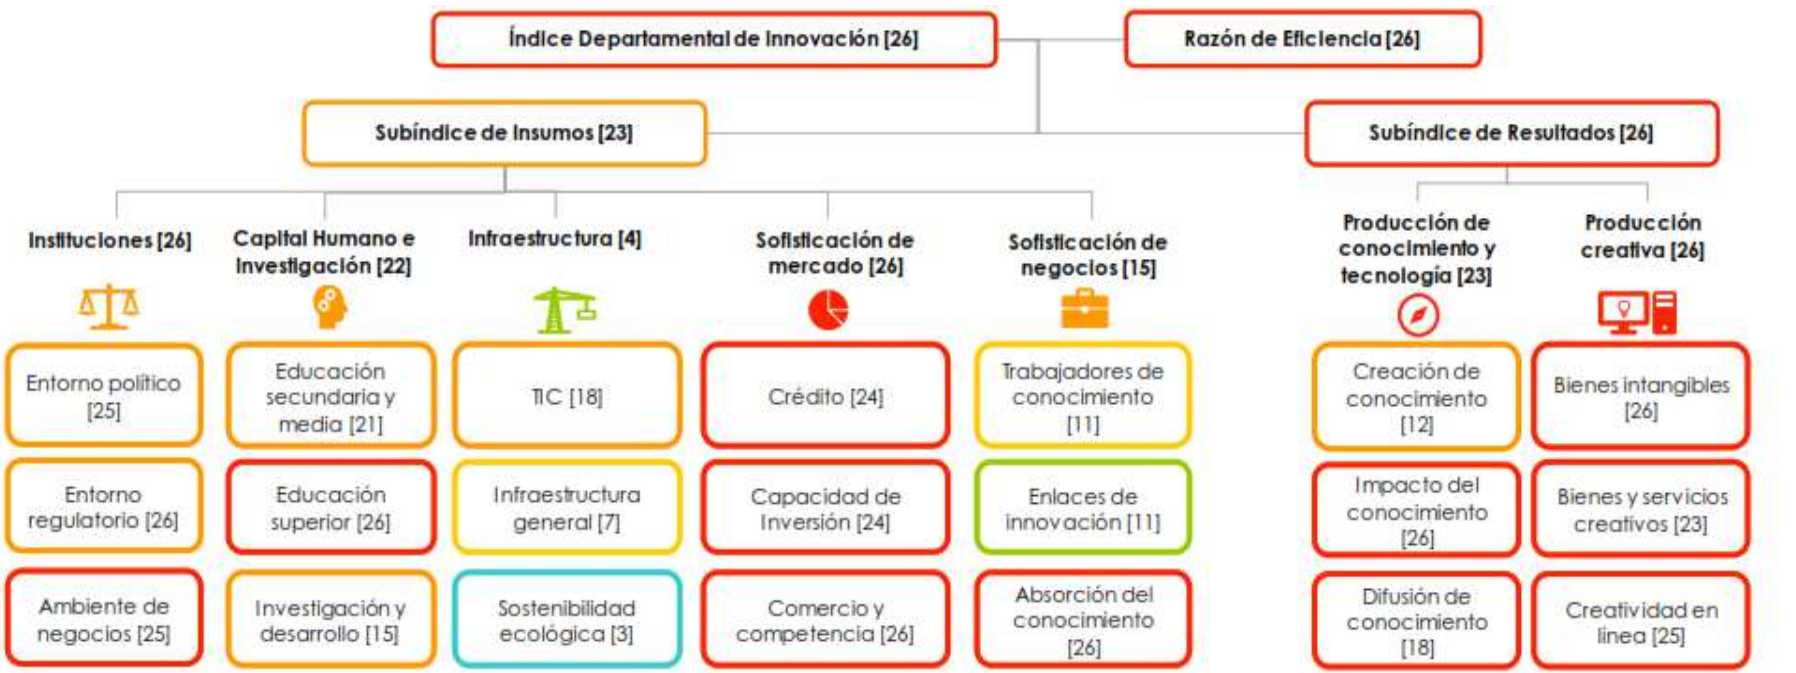 Índice Departamental de Innovación [26]
Razón de Eficiencia [26]
Subíndice de Insumos [23]
Subíndice de Resultados [26]
Instituciones [26]
Capital Humano e
Investigación [22]
Infraestructura [4]
Sofisticación de
mercado [26]
Sofisticación de
negocios [15]
Producción de
conocimiento y
tecnología [23]
Producción
creativa [26]
Entorno político
[25]
Educación
secundaria y
media [21]
TIC [18]
Crédito [24]
Trabajadores de
conocimiento
[11]
Creación de
conocimiento
[12]
Bienes intangibles
[26]
Entorno
regulatorio [26]
Educación
superior [26]
Infraestructura
general [7]
Capacidad de
Inversión [24]
Enlaces de
innovación [11]
Impacto del
conocimiento
[26]
Bienes y servicios
creativos [23]
Ambiente de
negocios [25]
Investigación y
desarrollo [15]
Sostenibilidad
ecológica [3]
Comercio y
competencia [26]
Absorción del
conocimiento
[26]
Difusión de
conocimiento
[18]
Creatividad en
línea [25]